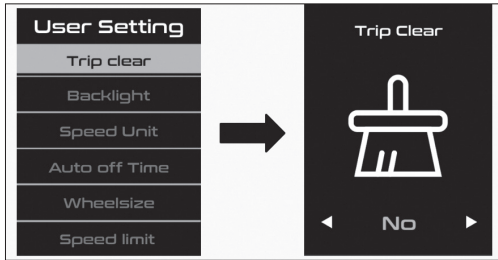 User Setting
Trip clear
Backlight
Speed Unit
Auto off Time
Wheelsize
Speed limit
Trip Clear
No